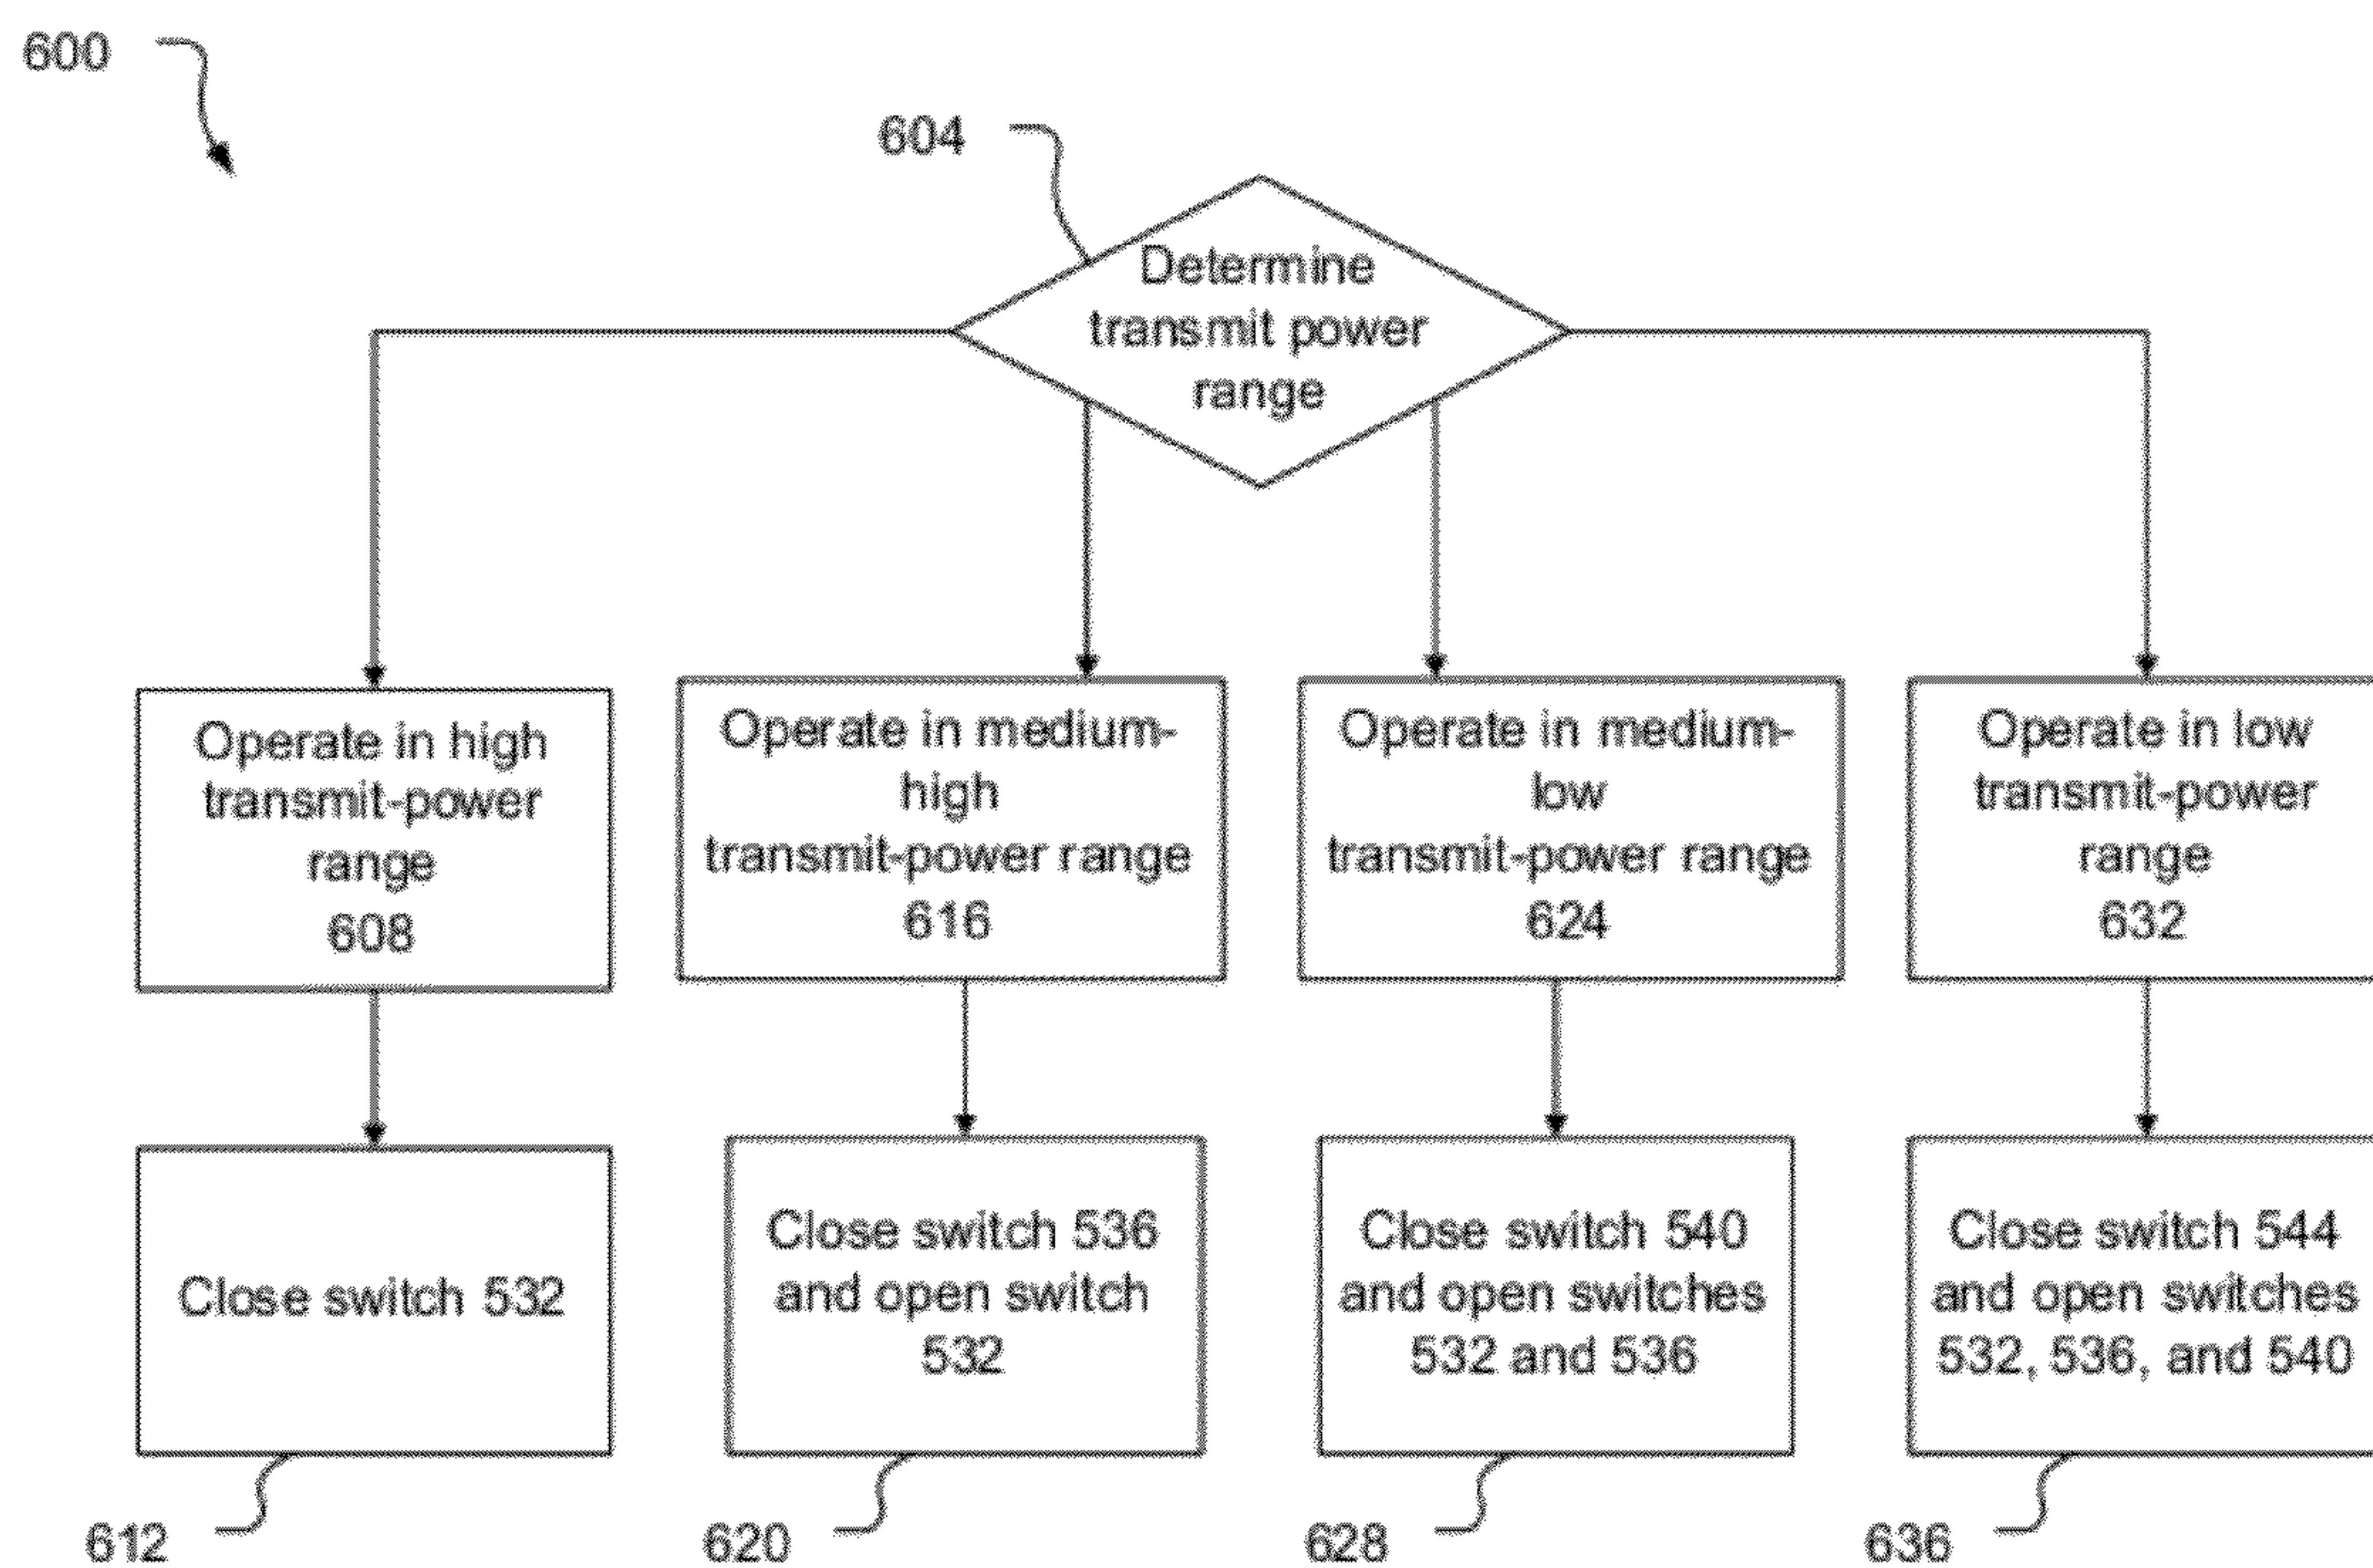 600
604
Determine
transmit power
range
Operate in high
transmit-power
range
608
Operate in medium-
high
transmit-power range
616
Operate in medium-
low
transmit-power range
624
Operate in low
transmit-power
range
632
Close switch 532
Close switch 536
and open switch
532
Close switch 540
and open switches
532 and 536
Close switch 544
and open switches
532, 536, and 540
612
620
628
636